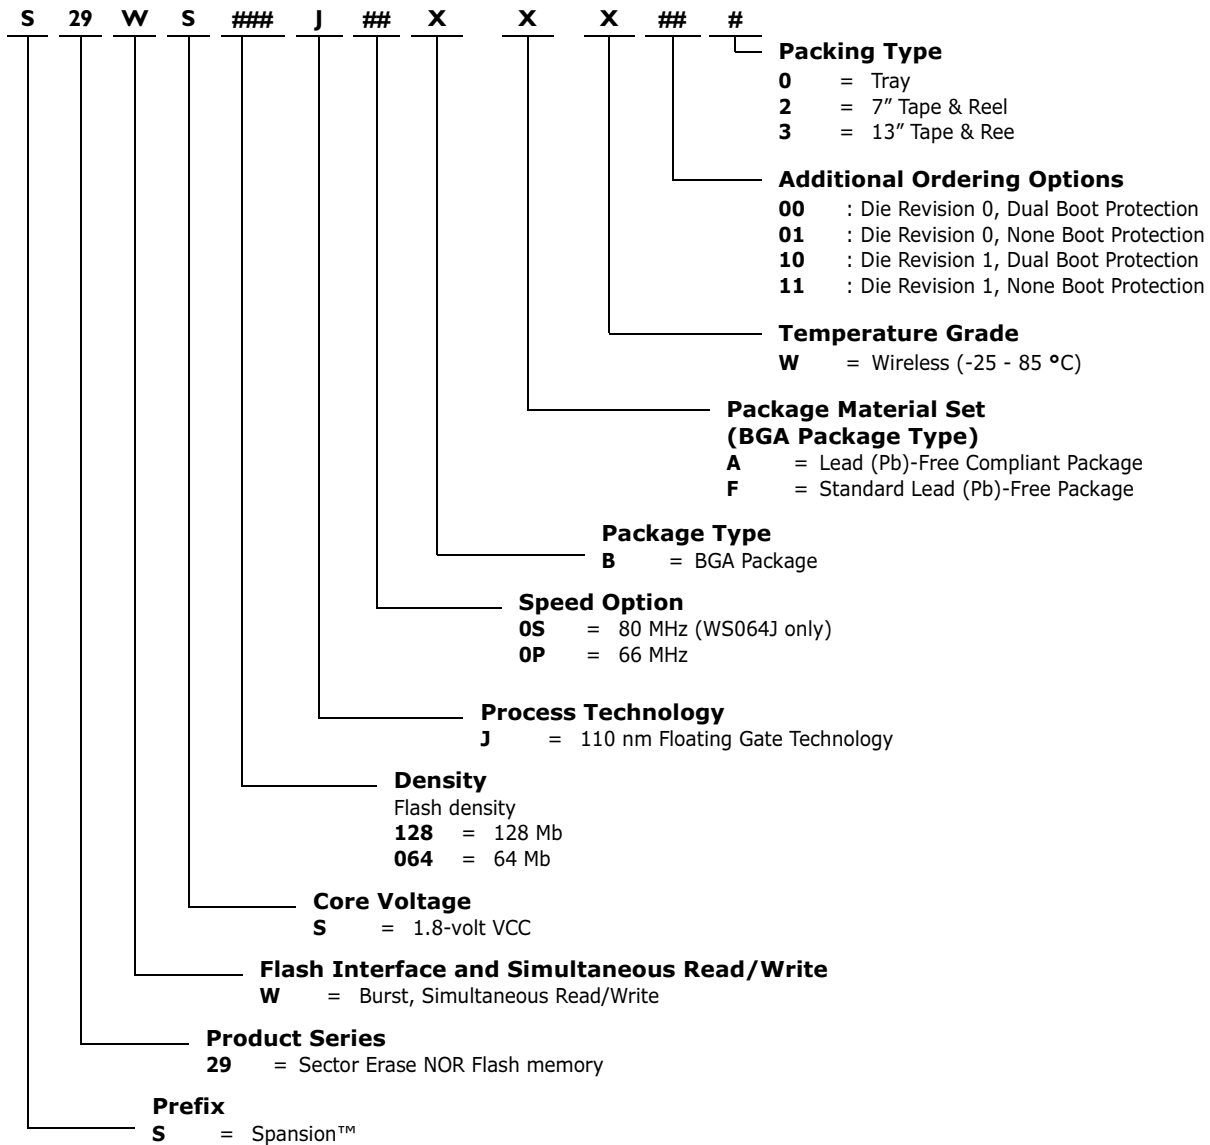 S 29 W S ### J ## X X X ## #
Packing Type
0 = Tray
2 = 7″ Tape & Reel
3 = 13″ Tape & Ree
Additional Ordering Options
00 : Die Revision 0, Dual Boot Protection
01 : Die Revision 0, None Boot Protection
10 : Die Revision 1, Dual Boot Protection
11 : Die Revision 1, None Boot Protection
Temperature Grade
W = Wireless (-25 - 85 °C)
Package Material Set
(BGA Package Type)
A = Lead (Pb)-Free Compliant Package
F = Standard Lead (Pb)-Free Package
Package Type
B = BGA Package
Speed Option
0S = 80 MHz (WS064J only)
0P = 66 MHz
Process Technology
J = 110 nm Floating Gate Technology
Density
Flash density
128 = 128 Mb
064 = 64 Mb
Core Voltage
S = 1.8-volt VCC
Flash Interface and Simultaneous Read/Write
W = Burst, Simultaneous Read/Write
Product Series
29 = Sector Erase NOR Flash memory
Prefix
S = Spansion™